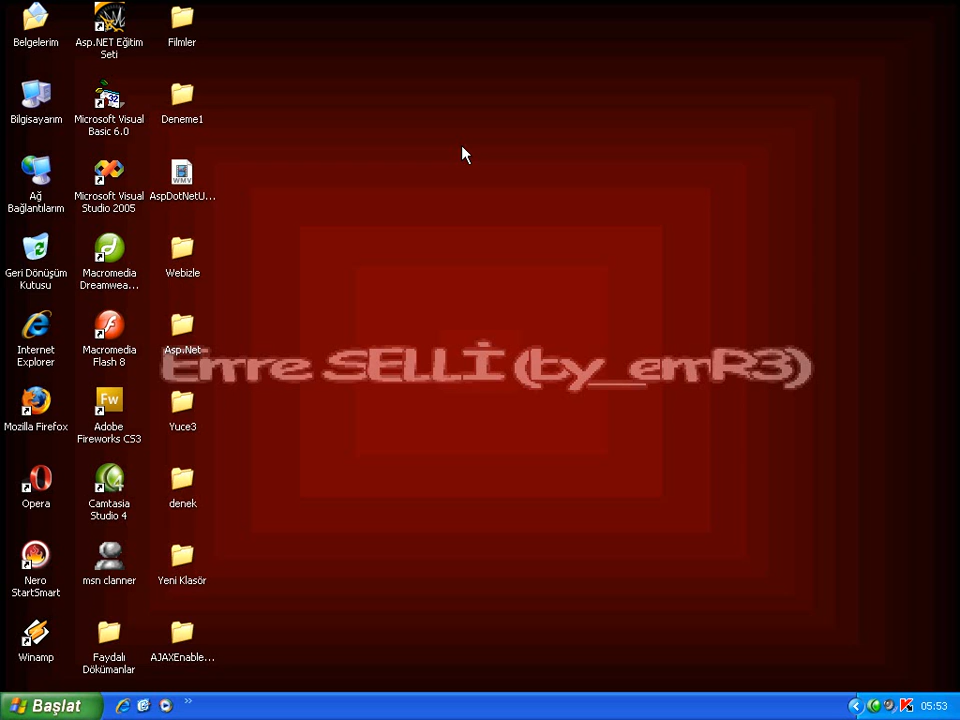 Belgelerim
Asp.NET Eğitim
Seti
Filmler
Bilgisayarım
Microsoft Visual
Basic 6.0
Deneme1
Ağ
Bağlantılarım
Microsoft Visual
Studio 2005
WMV
AspDotNetU...
Geri Dönüşüm
Kutusu
Macromedia
Dreamwea...
Webizle
Internet
Explorer
Macromedia
Flash 8
Asp.Net
Emre SELLİ (by_emR3)
Mozilla Firefox
Fw
Adobe
Fireworks CS3
Yuce3
Opera
Camtasia
Studio 4
denek
Nero
StartSmart
msn clanner
Yeni Klasör
Winamp
Faydalı
Dökümanlar
AJAXEnable...
Başlat
05:53